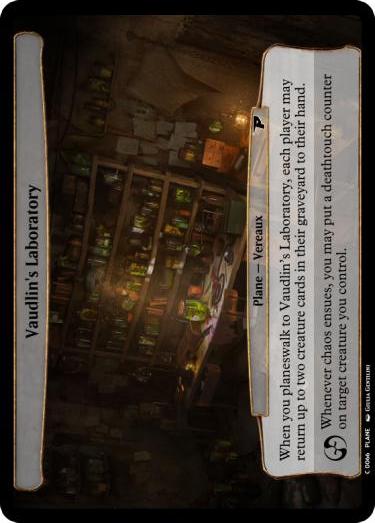 Vaudlin's Laboratory
Plane — Vereaux
When you planeswalk to Vaudlin's Laboratory, each player may
return up to two creature cards in their graveyard to their hand.
Whenever chaos ensues, you may put a deathtouch counter
on target creature you control.
C 0066 PLANE Giulia Gentilini